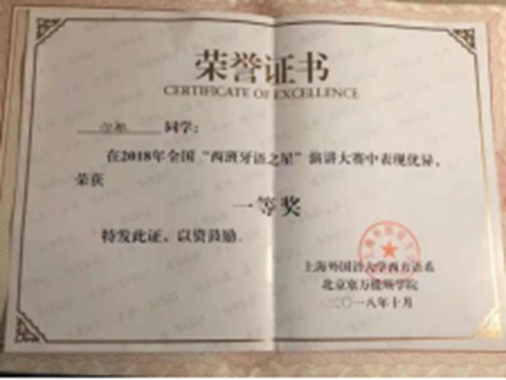 荣誉证书
CERTIFICATE OF EXCELLENCE
同学：
在2018年全国“西班牙语之星”演讲大赛中表现优异，
荣获
一等奖
特发此证，以资鼓励。
上海外国语大学西方语系
学院
二〇一八年十月